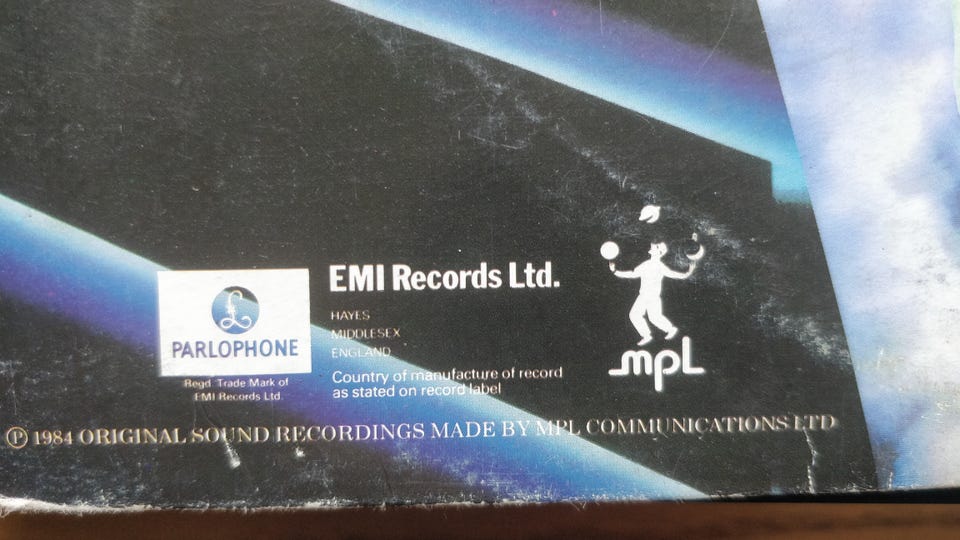 EMI Records Ltd.
HAYES
MIDDLESEX
ENGLAND
Country of manufacture of record
as stated on record label
£
PARLOPHONE
Regd. Trade Mark of
EMI Records Ltd.
mpl
Ⓟ 1984 ORIGINAL SOUND RECORDINGS MADE BY MPL COMMUNICATIONS LTD